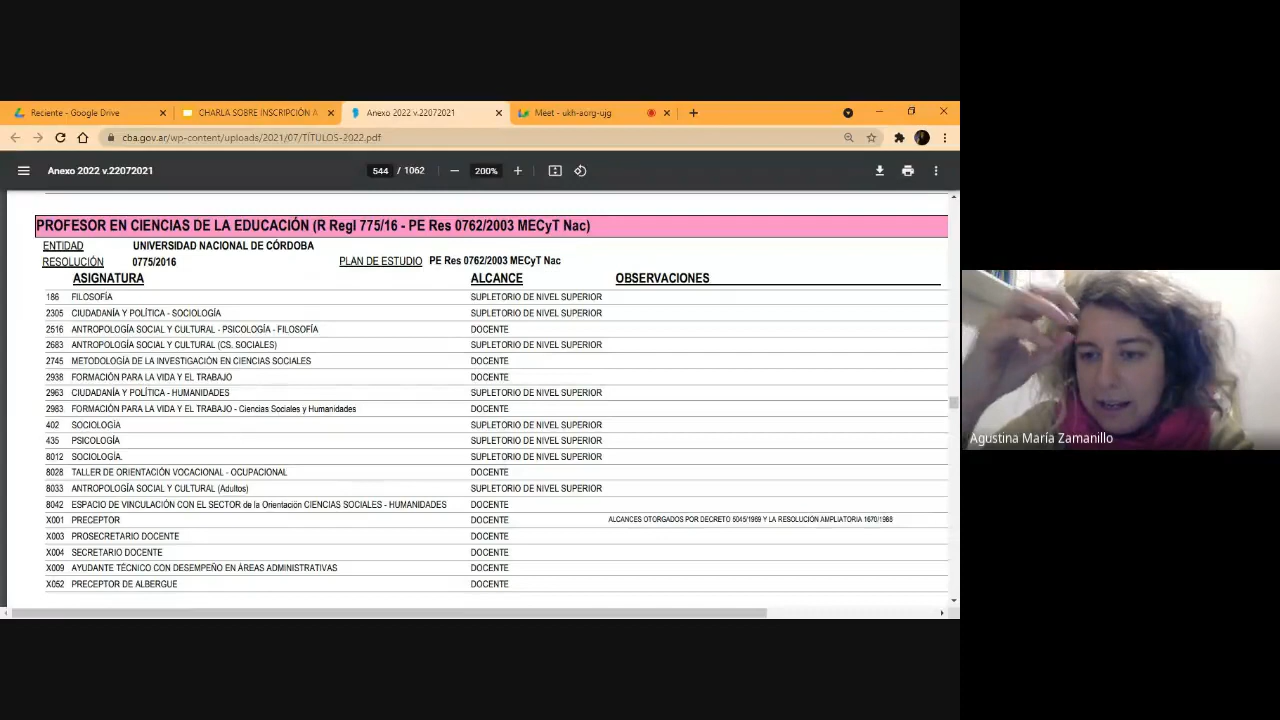 Reciente - Google Drive
CHARLA SOBRE INSCRIPCIÓN A
Anexo 2022 v.22072021
Meet - ukh-aorg-ujg
cba.gov.ar/wp-content/uploads/2021/07/TÍTULOS-2022.pdf
Anexo 2022 v.22072021
544 / 1062
200%
PROFESOR EN CIENCIAS DE LA EDUCACIÓN (R Regl 775/16 - PE Res 0762/2003 MECyT Nac)
ENTIDAD UNIVERSIDAD NACIONAL DE CÓRDOBA
RESOLUCIÓN 0775/2016 PLAN DE ESTUDIO PE Res 0762/2003 MECyT Nac
ASIGNATURA ALCANCE OBSERVACIONES
186 FILOSOFÍA SUPLETORIO DE NIVEL SUPERIOR
2305 CIUDADANÍA Y POLÍTICA - SOCIOLOGÍA SUPLETORIO DE NIVEL SUPERIOR
2516 ANTROPOLOGÍA SOCIAL Y CULTURAL - PSICOLOGÍA - FILOSOFÍA DOCENTE
2683 ANTROPOLOGÍA SOCIAL Y CULTURAL (CS. SOCIALES) SUPLETORIO DE NIVEL SUPERIOR
2745 METODOLOGÍA DE LA INVESTIGACIÓN EN CIENCIAS SOCIALES DOCENTE
2938 FORMACIÓN PARA LA VIDA Y EL TRABAJO DOCENTE
2963 CIUDADANÍA Y POLÍTICA - HUMANIDADES SUPLETORIO DE NIVEL SUPERIOR
2983 FORMACIÓN PARA LA VIDA Y EL TRABAJO - Ciencias Sociales y Humanidades DOCENTE
402 SOCIOLOGÍA SUPLETORIO DE NIVEL SUPERIOR
435 PSICOLOGÍA SUPLETORIO DE NIVEL SUPERIOR
8012 SOCIOLOGÍA. SUPLETORIO DE NIVEL SUPERIOR
8028 TALLER DE ORIENTACIÓN VOCACIONAL - OCUPACIONAL DOCENTE
8033 ANTROPOLOGÍA SOCIAL Y CULTURAL (Adultos) SUPLETORIO DE NIVEL SUPERIOR
8042 ESPACIO DE VINCULACIÓN CON EL SECTOR de la Orientación CIENCIAS SOCIALES - HUMANIDADES DOCENTE
X001 PRECEPTOR DOCENTE ALCANCES OTORGADOS POR DECRETO 5045/1969 Y LA RESOLUCIÓN AMPLIATORIA 1670/1988
X003 PROSECRETARIO DOCENTE DOCENTE
X004 SECRETARIO DOCENTE DOCENTE
X009 AYUDANTE TÉCNICO CON DESEMPEÑO EN ÁREAS ADMINISTRATIVAS DOCENTE
X052 PRECEPTOR DE ALBERGUE DOCENTE
Agustina María Zamanillo